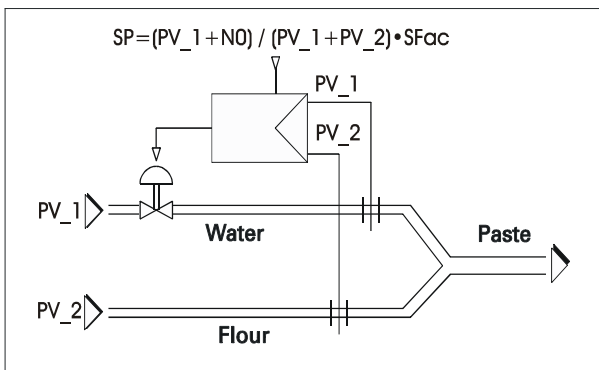 SP=(PV_1+N0) / (PV_1+PV_2)•SFac
PV_1
PV_2
PV_1
Water
Paste
PV_2
Flour